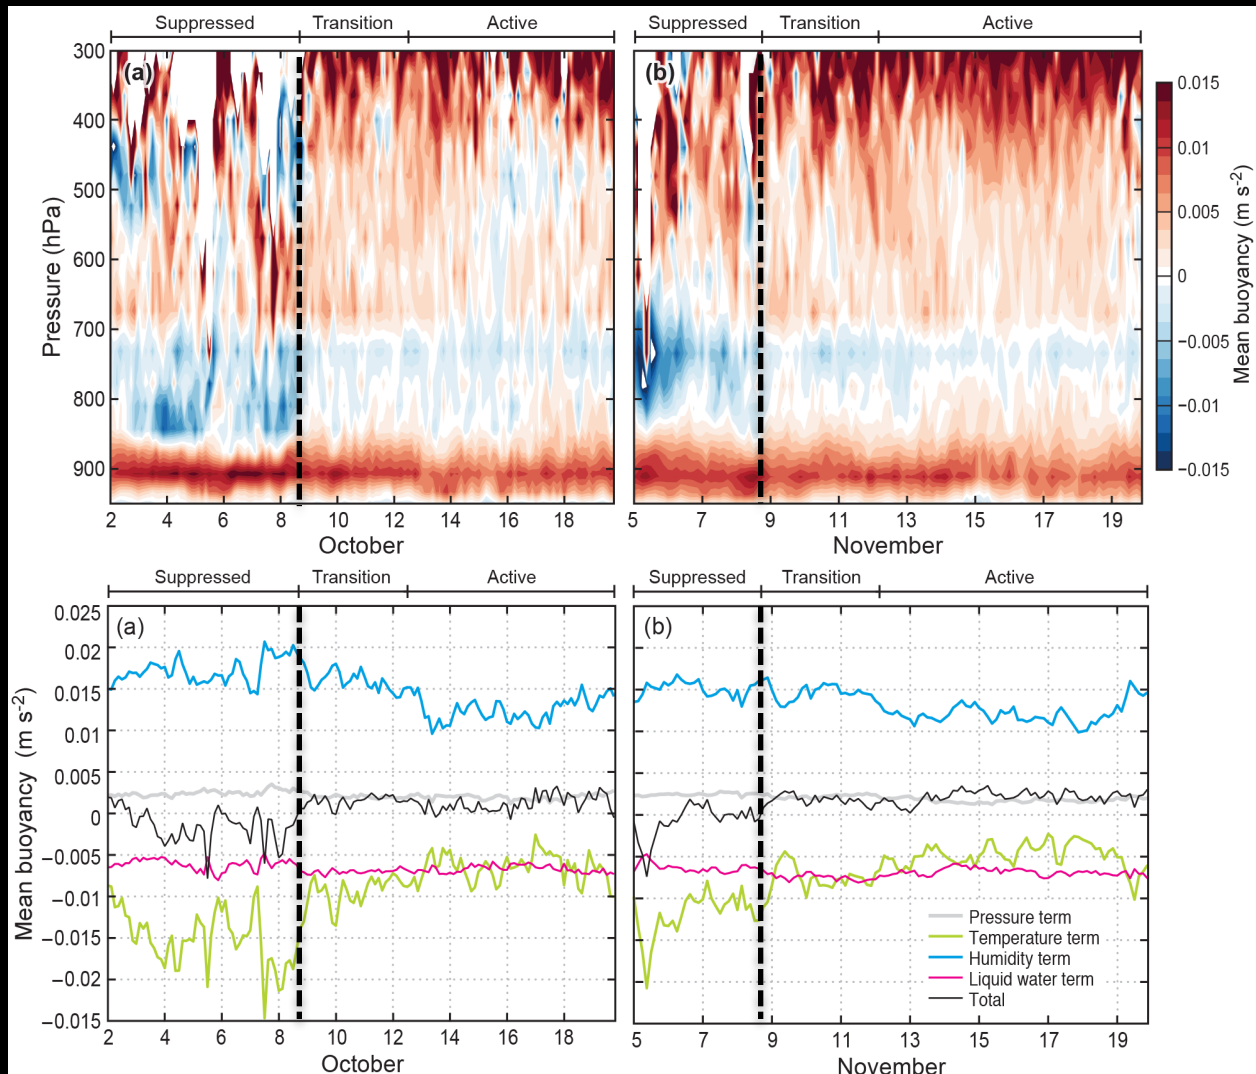 Suppressed Transition Active
Suppressed Transition Active
(a)
(b)
300
400
500
600
700
800
900
Pressure (hPa)
2 4 6 8 10 12 14 16 18
October
5 7 9 11 13 15 17 19
November
0.015
0.01
0.005
0
−0.005
−0.01
−0.015
Mean buoyancy (m s-2)
Suppressed Transition Active
Suppressed Transition Active
(a)
(b)
0.025
0.02
0.015
0.01
0.005
0
−0.005
−0.01
−0.015
−0.02
−0.015
Mean buoyancy (m s-2)
2 4 6 8 10 12 14 16 18
October
5 7 9 11 13 15 17 19
November
Pressure term
Temperature term
Humidity term
Liquid water term
Total